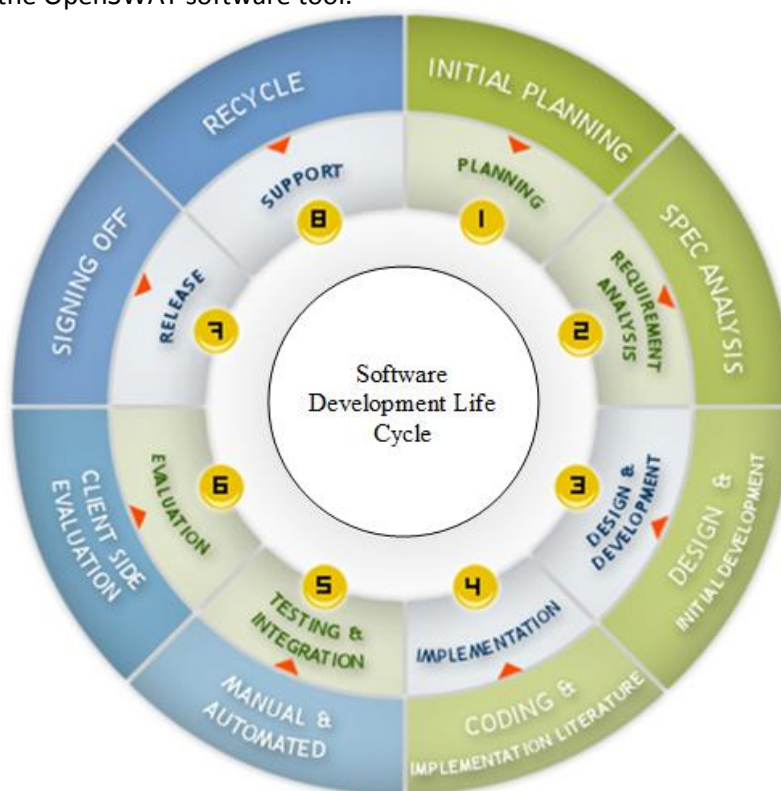 the OpenSWAT software tool.
INITIAL PLANNING
PLANNING
1
SPEC ANALYSIS
REQUIREMENT
ANALYSIS
2
DESIGN &
INITIAL DEVELOPMENT
DESIGN &
DEVELOPMENT
3
CODING &
IMPLEMENTATION LITERATURE
IMPLEMENTATION
4
MANUAL &
AUTOMATED
TESTING &
INTEGRATION
5
CLIENT SIDE
EVALUATION
EVALUATION
6
SIGNING OFF
RELEASE
7
RECYCLE
SUPPORT
8
Software
Development Life
Cycle